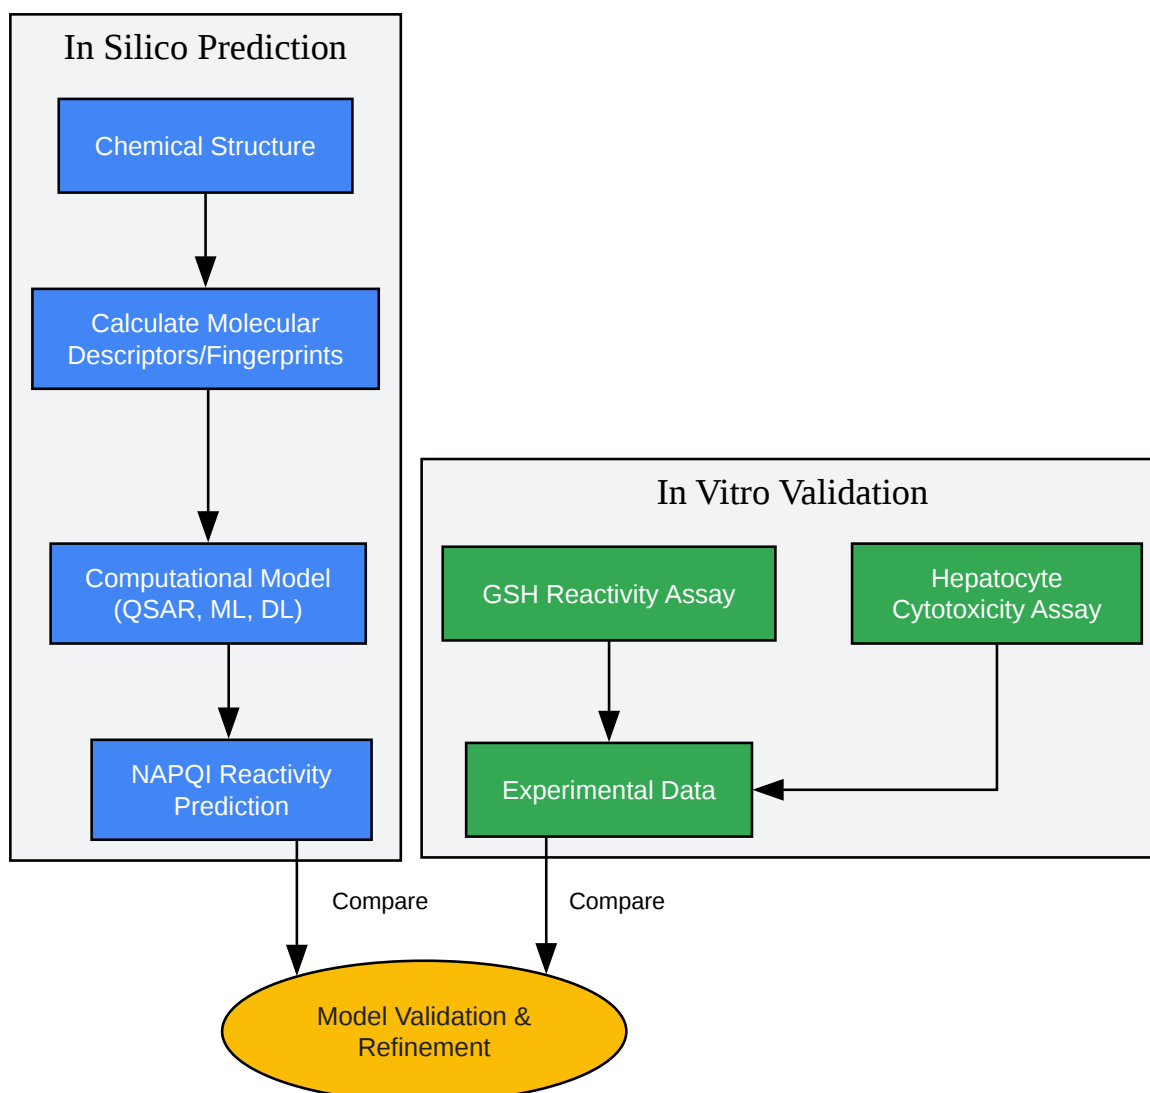 In Silico Prediction
Chemical Structure
Calculate Molecular
Descriptors/Fingerprints
Computational Model
(QSAR, ML, DL)
NAPQI Reactivity
Prediction
In Vitro Validation
GSH Reactivity Assay
Hepatocyte
Cytotoxicity Assay
Experimental Data
Compare
Compare
Model Validation &
Refinement